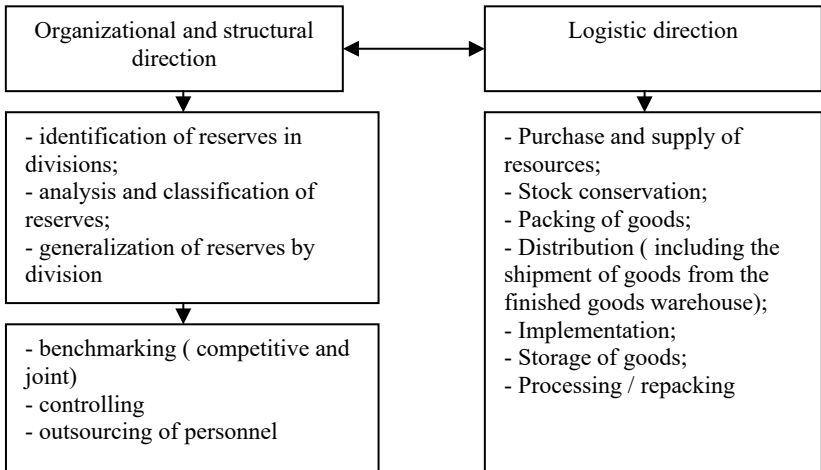 Organizational and structural
direction
Logistic direction
- identification of reserves in
divisions;
- analysis and classification of
reserves;
- generalization of reserves by
division
- benchmarking ( competitive and
joint)
- controlling
- outsourcing of personnel
- Purchase and supply of
resources;
- Stock conservation;
- Packing of goods;
- Distribution ( including the
shipment of goods from the
finished goods warehouse);
- Implementation;
- Storage of goods;
- Processing / repacking